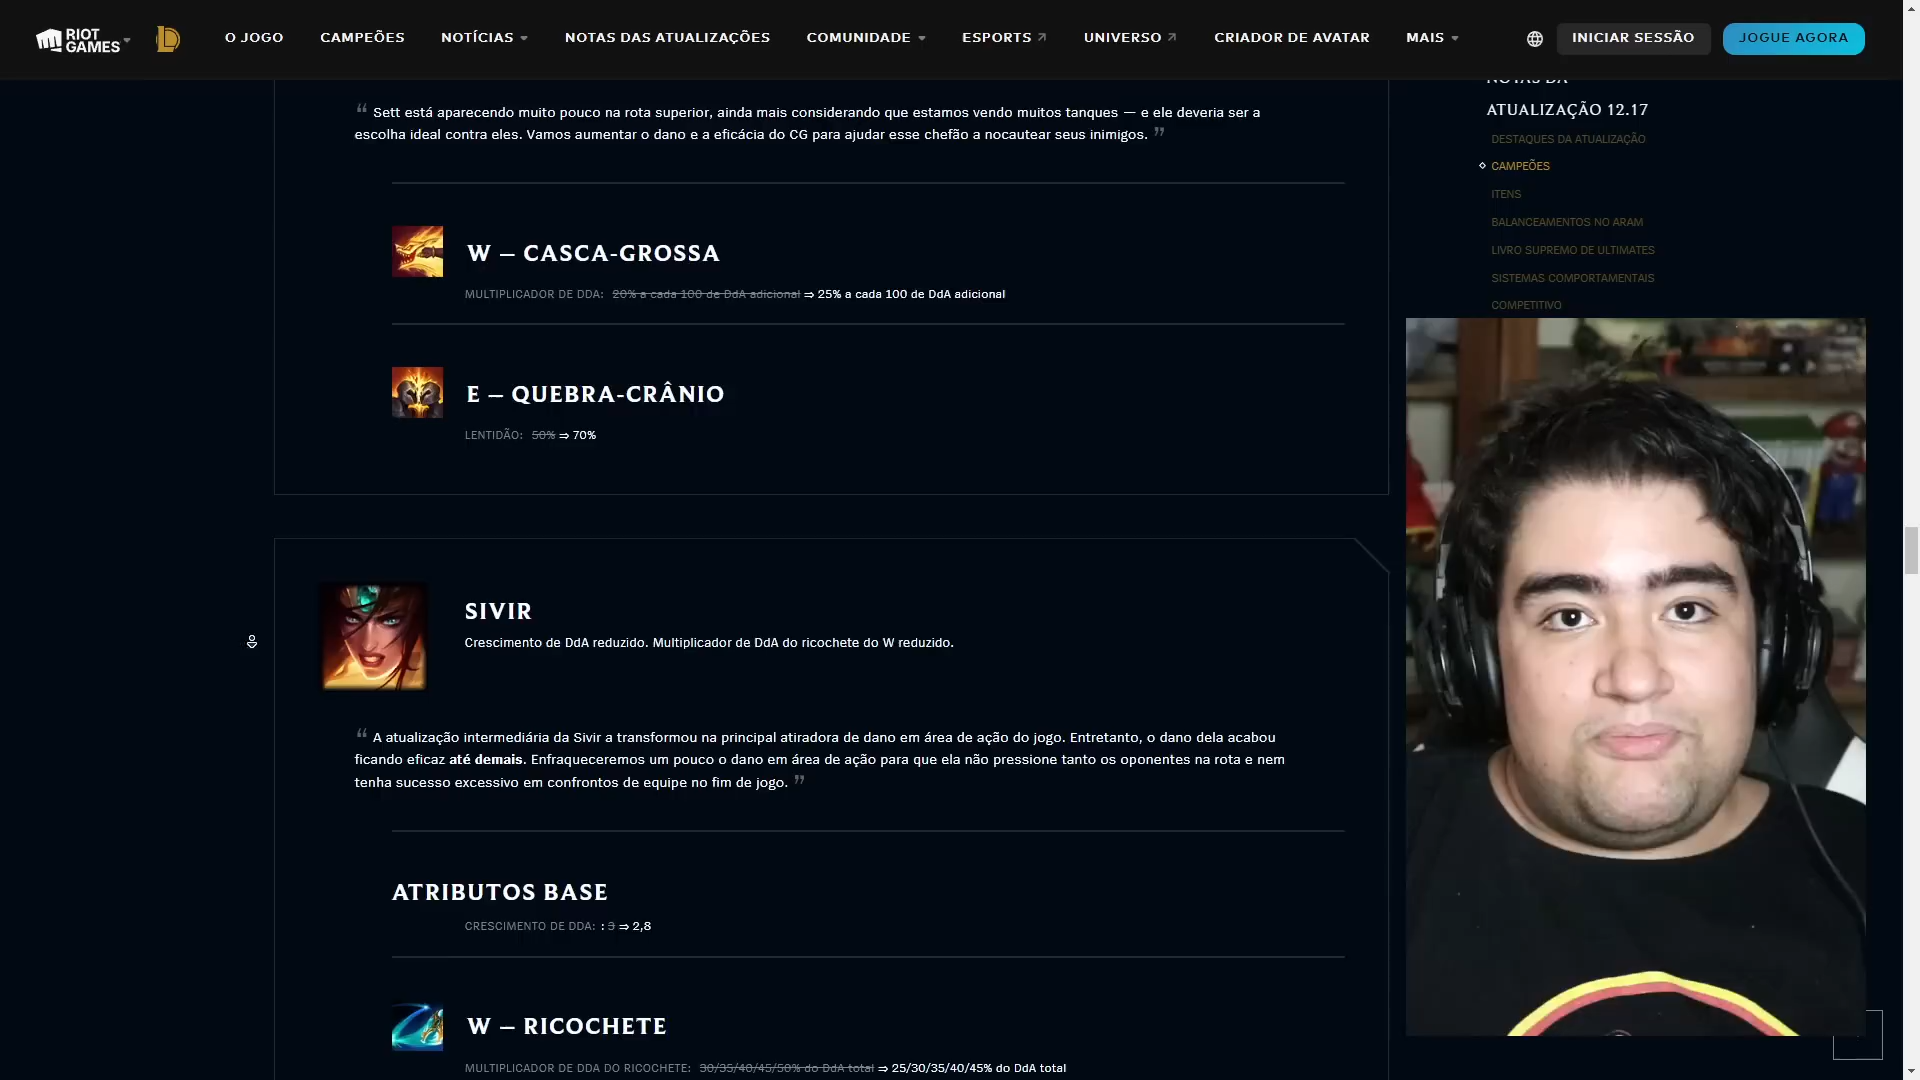 RIOT GAMES
O JOGO
CAMPEÕES
NOTÍCIAS
NOTAS DAS ATUALIZAÇÕES
COMUNIDADE
ESPORTS
UNIVERSO
CRIADOR DE AVATAR
MAIS
INICIAR SESSÃO
JOGUE AGORA
“ Sett está aparecendo muito pouco na rota superior, ainda mais considerando que estamos vendo muitos tanques — e ele deveria ser a
escolha ideal contra eles. Vamos aumentar o dano e a eficácia do CG para ajudar esse chefão a nocautear seus inimigos. ”
W – CASCA-GROSSA
MULTIPLICADOR DE DDA: 20% a cada 100 de DdA adicional ⇒ 25% a cada 100 de DdA adicional
E – QUEBRA-CRÂNIO
LENTIDÃO: 50% ⇒ 70%
SIVIR
Crescimento de DdA reduzido. Multiplicador de DdA do ricochete do W reduzido.
“ A atualização intermediária da Sivir a transformou na principal atiradora de dano em área de ação do jogo. Entretanto, o dano dela acabou
ficando eficaz até demais. Enfraqueceremos um pouco o dano em área de ação para que ela não pressione tanto os oponentes na rota e nem
tenha sucesso excessivo em confrontos de equipe no fim de jogo. ”
ATRIBUTOS BASE
CRESCIMENTO DE DDA: : 3 ⇒ 2,8
W – RICOCHETE
MULTIPLICADOR DE DDA DO RICOCHETE: 30/35/40/45/50% do DdA total ⇒ 25/30/35/40/45% do DdA total
NOTAS DA
ATUALIZAÇÃO 12.17
DESTAQUES DA ATUALIZAÇÃO
CAMPEÕES
ITENS
BALANCEAMENTOS NO ARAM
LIVRO SUPREMO DE ULTIMATES
SISTEMAS COMPORTAMENTAIS
COMPETITIVO